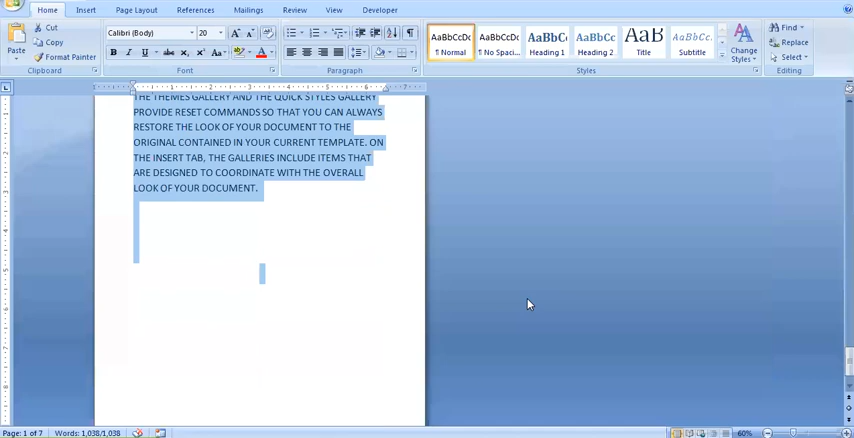 Home Insert Page Layout References Mailings Review View Developer
Cut
Copy
Format Painter
Paste
Calibri (Body) 20
B I U abc x₂ x² Aa
AaBbCcDc AaBbCcDc AaBbC AaBbCc AaB AaBbCc.
¶ Normal ¶ No Spaci... Heading 1 Heading 2 Title Subtitle
Change Styles
Find
Replace
Select
Clipboard Font Paragraph Styles Editing
THE THEMES GALLERY AND THE QUICK STYLES GALLERY
PROVIDE RESET COMMANDS SO THAT YOU CAN ALWAYS
RESTORE THE LOOK OF YOUR DOCUMENT TO THE
ORIGINAL CONTAINED IN YOUR CURRENT TEMPLATE. ON
THE INSERT TAB, THE GALLERIES INCLUDE ITEMS THAT
ARE DESIGNED TO COORDINATE WITH THE OVERALL
LOOK OF YOUR DOCUMENT.
Page: 1 of 7 Words: 1,038/1,038 60%